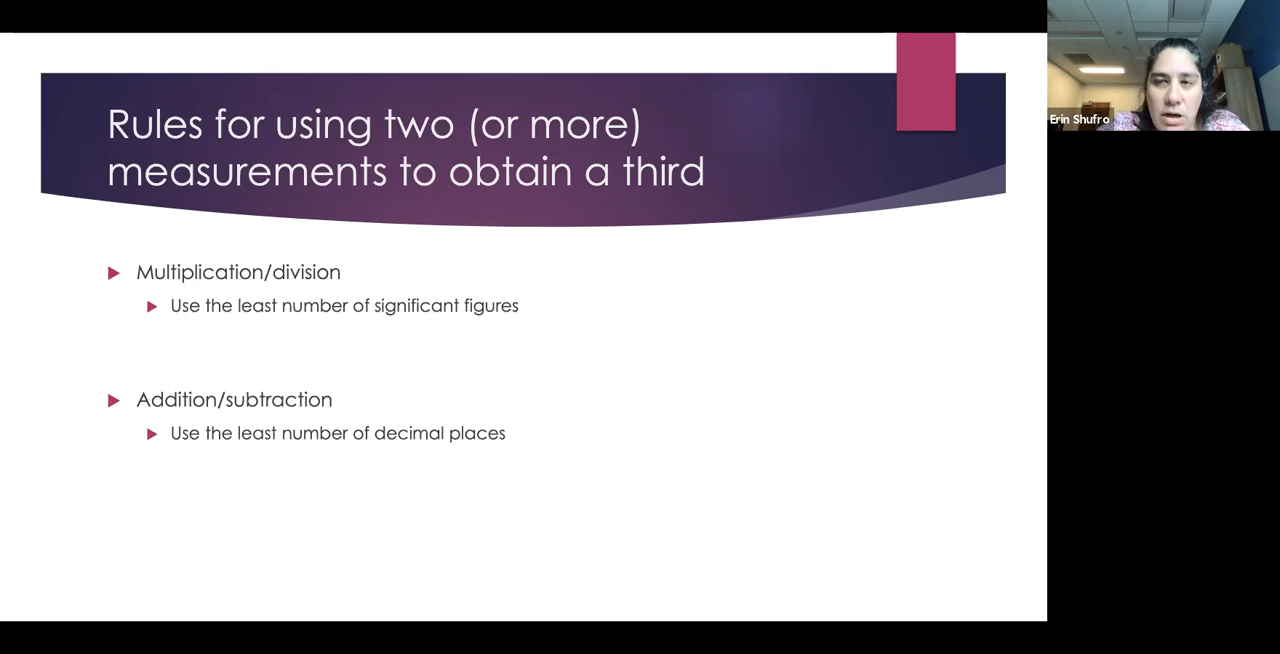 Rules for using two (or more)
measurements to obtain a third
Erin Shufro
Multiplication/division
Use the least number of significant figures
Addition/subtraction
Use the least number of decimal places